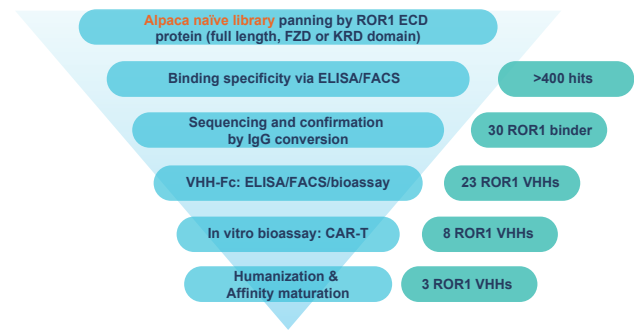 Alpaca naïve library panning by ROR1 ECD
protein (full length, FZD or KRD domain)
Binding specificity via ELISA/FACS
>400 hits
Sequencing and confirmation
by IgG conversion
30 ROR1 binder
VHH-Fc: ELISA/FACS/bioassay
23 ROR1 VHHs
In vitro bioassay: CAR-T
8 ROR1 VHHs
Humanization &
Affinity maturation
3 ROR1 VHHs